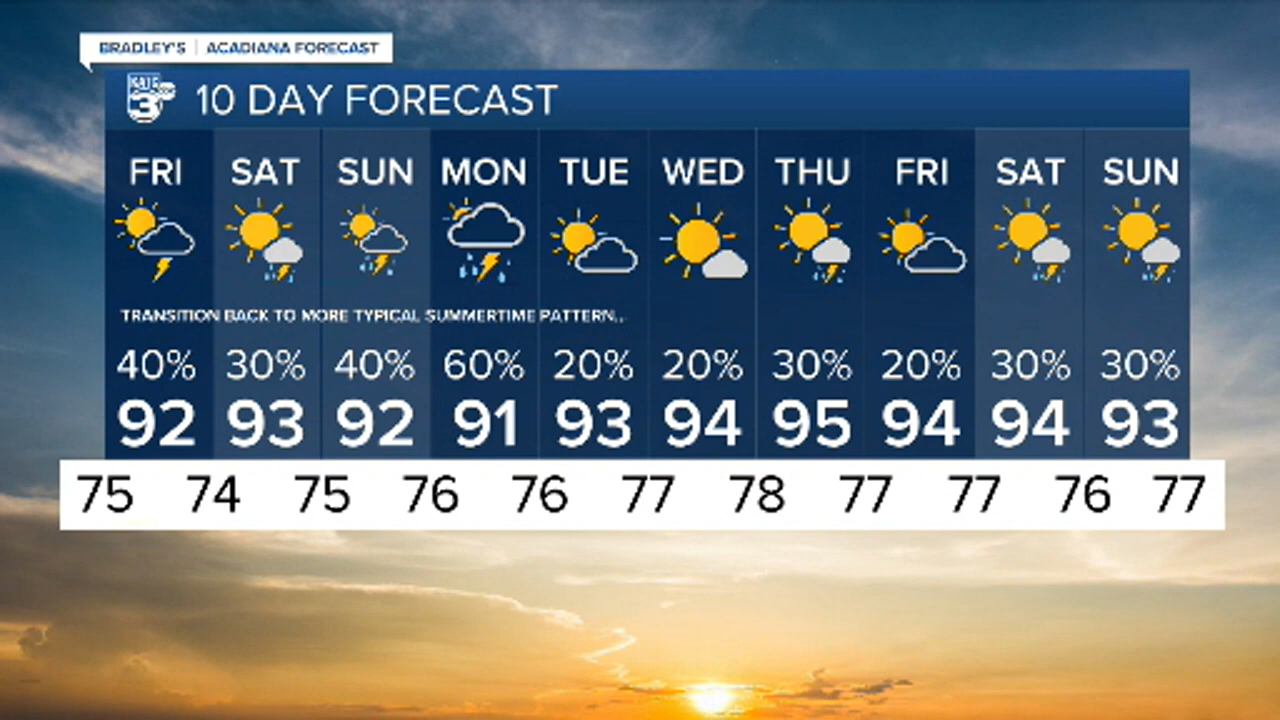 BRADLEY'S | ACADIANA FORECAST
KATC
3
10 DAY FORECAST
FRI SAT SUN MON TUE WED THU FRI SAT SUN
TRANSITION BACK TO MORE TYPICAL SUMMERTIME PATTERN...
40% 30% 40% 60% 20% 20% 30% 20% 30% 30%
92 93 92 91 93 94 95 94 94 93
75 74 75 76 76 77 78 77 77 76 77